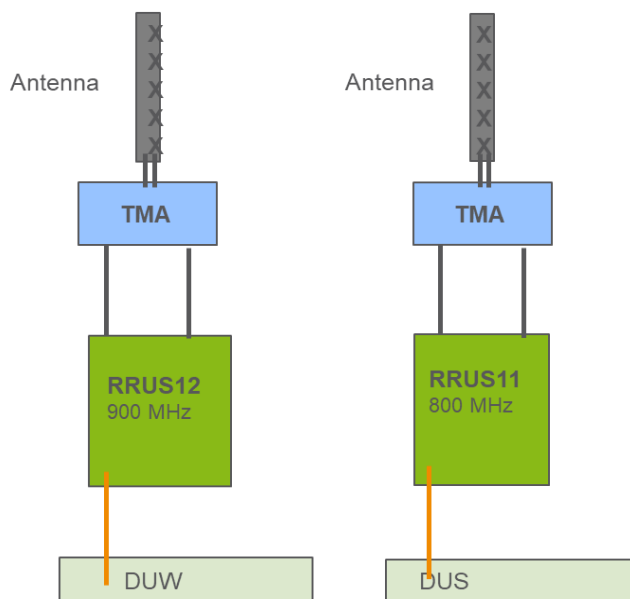 Antenna
X
X
X
X
X
TMA
RRUS12
900 MHz
DUW
Antenna
X
X
X
X
X
TMA
RRUS11
800 MHz
DUS